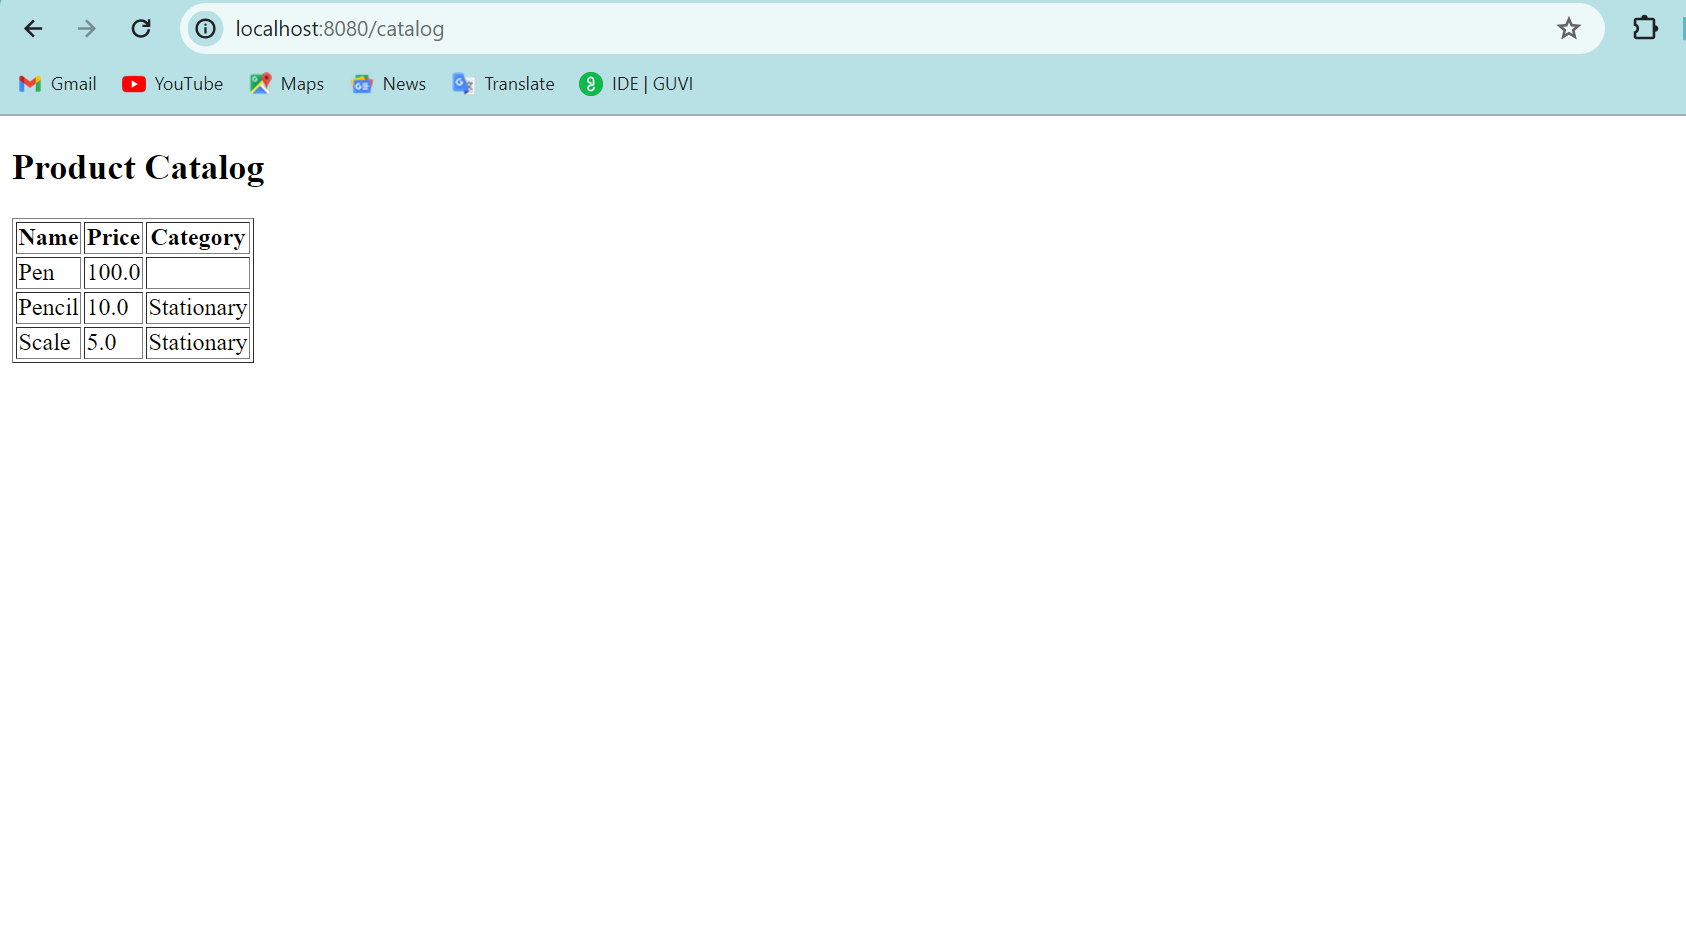 localhost:8080/catalog
Gmail YouTube Maps News Translate IDE | GUVI
Product Catalog
Name Price Category
Pen 100.0
Pencil 10.0 Stationary
Scale 5.0 Stationary